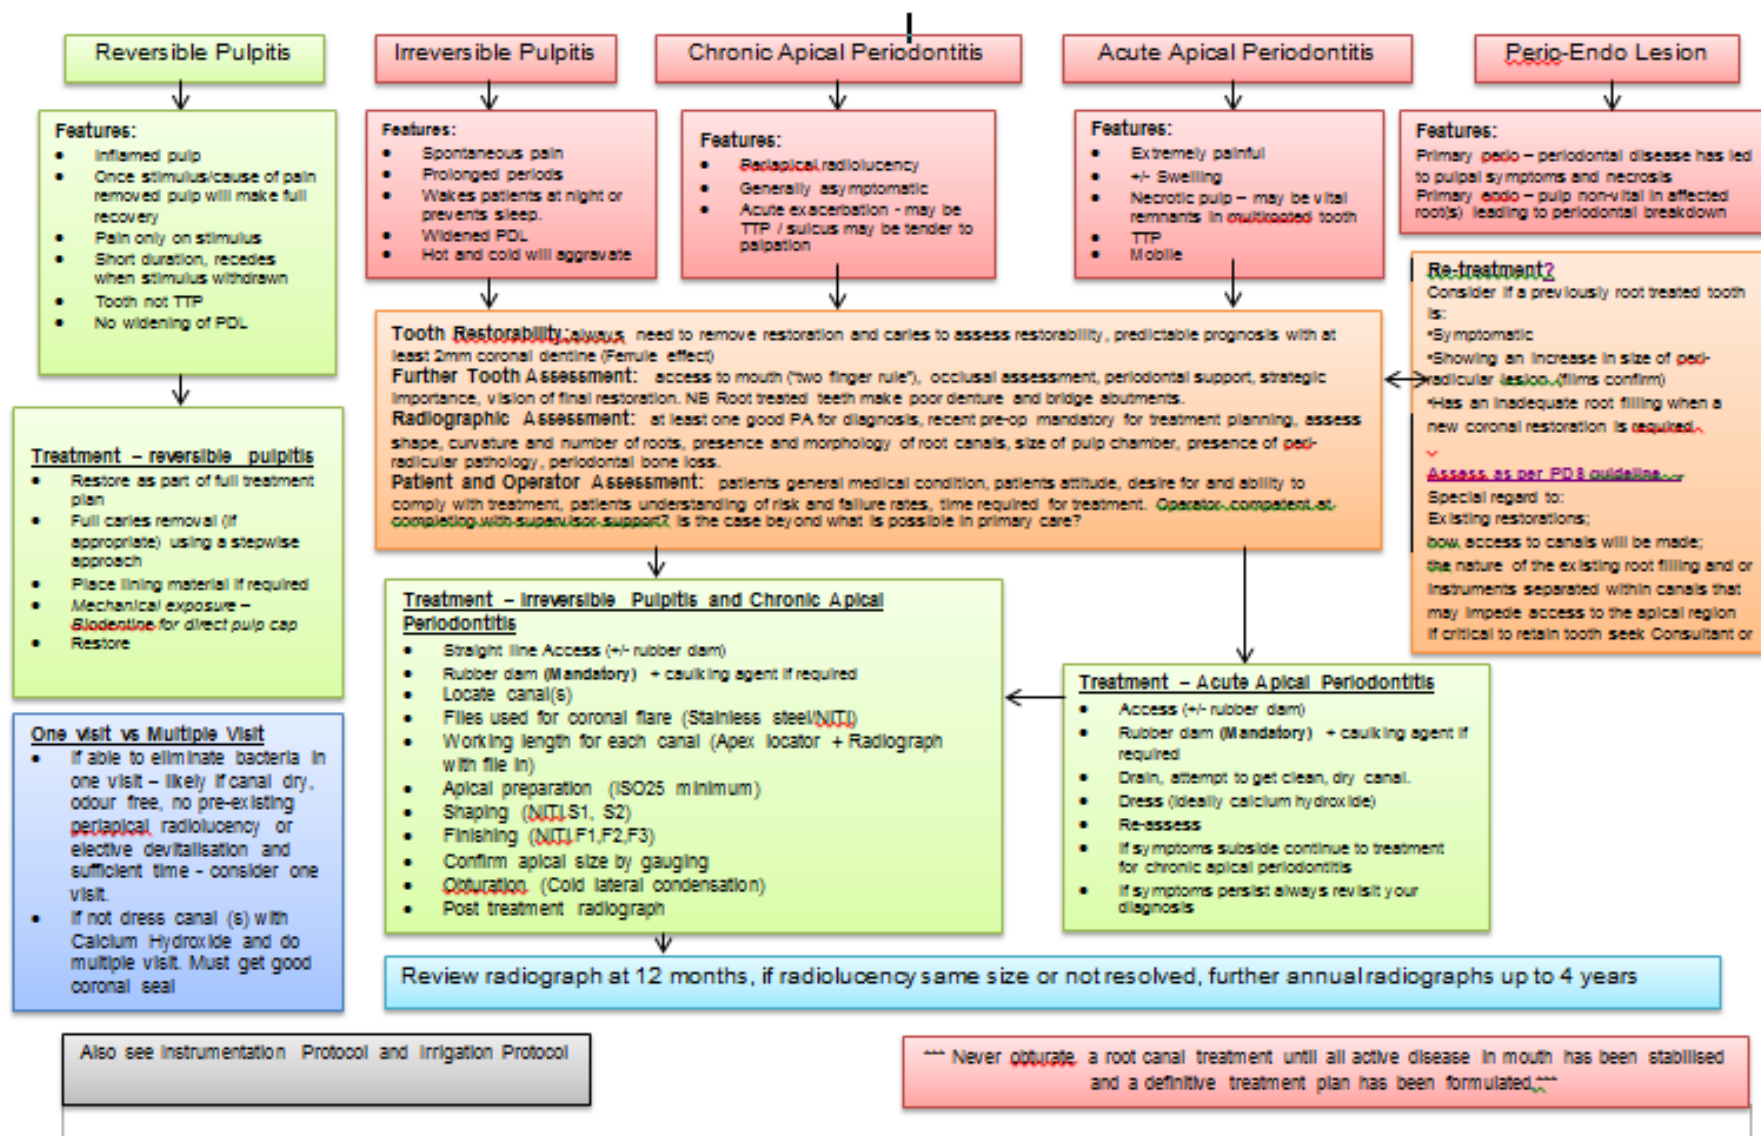 Reversible Pulpitis
Features:
• Inflamed pulp
• Once stimulus/cause of pain
removed pulp will make full
recovery
• Pain only on stimulus
• Short duration, recedes
when stimulus withdrawn
• Tooth not TTP
• No widening of PDL
Treatment – reversible pulpitis
• Restore as part of full treatment
plan
• Full caries removal (if
appropriate) using a stepwise
approach
• Place lining material if required
• Mechanical exposure –
Biodentine for direct pulp cap
• Restore
One visit vs Multiple Visit
• If able to eliminate bacteria in
one visit – likely if canal dry,
odour free, no pre-existing
periapical radiolucency or
elective devitalisation and
sufficient time - consider one
visit.
• If not dress canal (s) with
Calcium Hydroxide and do
multiple visit. Must get good
coronal seal
Irreversible Pulpitis
Features:
• Spontaneous pain
• Prolonged periods
• Wakes patients at night or
prevents sleep.
• Widened PDL
• Hot and cold will aggravate
Chronic Apical Periodontitis
Features:
• Periapical radiolucency
• Generally asymptomatic
• Acute exacerbation - may be
TTP / sulcus may be tender to
palpation
Acute Apical Periodontitis
Features:
• Extremely painful
• +/- Swelling
• Necrotic pulp – may be vital
remnants in multirooted tooth
• TTP
• Mobile
Perio-Endo Lesion
Features:
Primary perio – periodontal disease has led
to pulpal symptoms and necrosis
Primary endo – pulp non-vital in affected
root(s) leading to periodontal breakdown
Tooth Restorability: always need to remove restoration and caries to assess restorability, predictable prognosis with at
least 2mm coronal dentine (Ferrule effect)
Further Tooth Assessment: access to mouth ("two finger rule"), occlusal assessment, periodontal support, strategic
importance, vision of final restoration. NB Root treated teeth make poor denture and bridge abutments.
Radiographic Assessment: at least one good PA for diagnosis, recent pre-op mandatory for treatment planning, assess
shape, curvature and number of roots, presence and morphology of root canals, size of pulp chamber, presence of peri-
radicular pathology, periodontal bone loss.
Patient and Operator Assessment: patients general medical condition, patients attitude, desire for and ability to
comply with treatment, patients understanding of risk and failure rates, time required for treatment. Operator competent at
completing with supervisor support? Is the case beyond what is possible in primary care?
Re-treatment?
Consider if a previously root treated tooth
is:
*Symptomatic
*Showing an increase in size of peri-
radicular lesion (films confirm)
*Has an inadequate root filling when a
new coronal restoration is required.
Assess as per PDS guideline
Special regard to:
Existing restorations;
how access to canals will be made;
the nature of the existing root filling and or
instruments separated within canals that
may impede access to the apical region
If critical to retain tooth seek Consultant or
Treatment – Irreversible Pulpitis and Chronic Apical
Periodontitis
• Straight line Access (+/- rubber dam)
• Rubber dam (Mandatory) + caulking agent if required
• Locate canal(s)
• Files used for coronal flare (Stainless steel/NITI)
• Working length for each canal (Apex locator + Radiograph
with file in)
• Apical preparation (ISO25 minimum)
• Shaping (NITI S1, S2)
• Finishing (NITI F1,F2,F3)
• Confirm apical size by gauging
• Obturation (Cold lateral condensation)
• Post treatment radiograph
Treatment – Acute Apical Periodontitis
• Access (+/- rubber dam)
• Rubber dam (Mandatory) + caulking agent if
required
• Drain, attempt to get clean, dry canal.
• Dress (ideally calcium hydroxide)
• Re-assess
• If symptoms subside continue to treatment
for chronic apical periodontitis
• If symptoms persist always revisit your
diagnosis
Review radiograph at 12 months, if radiolucency same size or not resolved, further annual radiographs up to 4 years
Also see Instrumentation Protocol and Irrigation Protocol
*** Never obturate a root canal treatment until all active disease in mouth has been stabilised
and a definitive treatment plan has been formulated.***